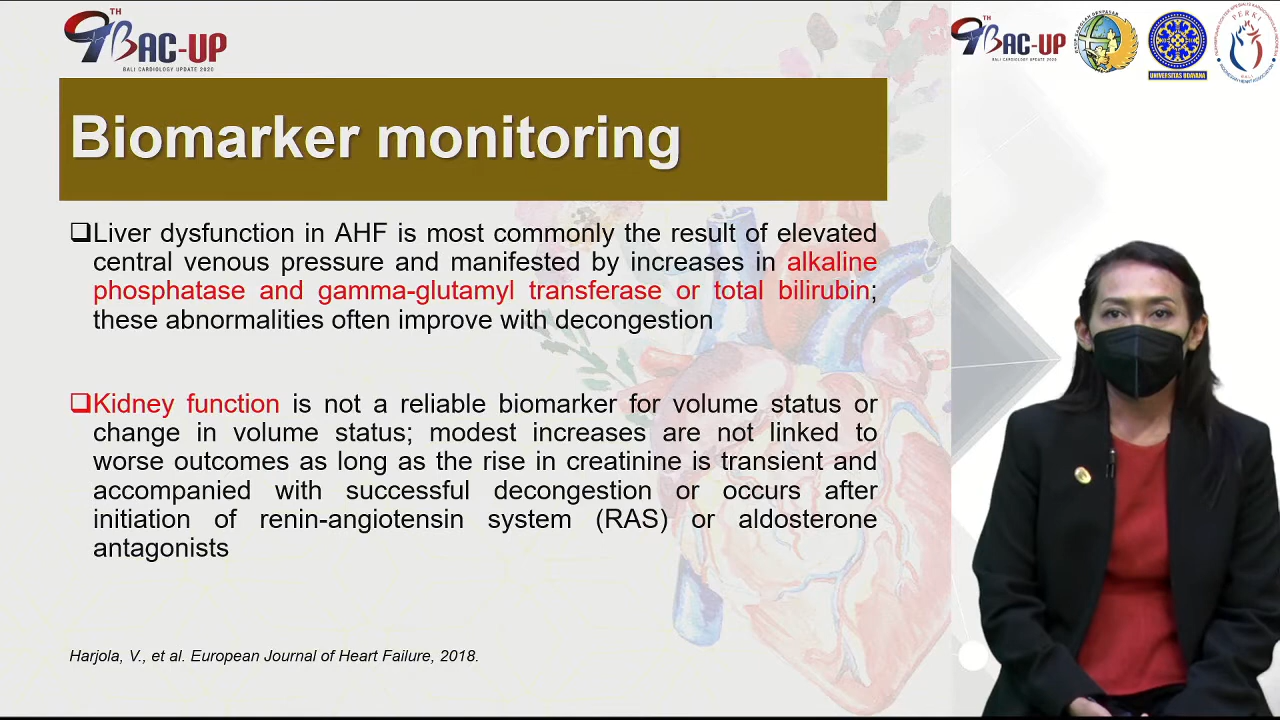 9TH BAC-UP
BALI CARDIOLOGY UPDATE 2020
9TH BAC-UP
BALI CARDIOLOGY UPDATE 2020
UNIVERSITAS UDAYANA
PERKI
BALI
Biomarker monitoring
❑Liver dysfunction in AHF is most commonly the result of elevated
central venous pressure and manifested by increases in alkaline
phosphatase and gamma-glutamyl transferase or total bilirubin;
these abnormalities often improve with decongestion
❑Kidney function is not a reliable biomarker for volume status or
change in volume status; modest increases are not linked to
worse outcomes as long as the rise in creatinine is transient and
accompanied with successful decongestion or occurs after
initiation of renin-angiotensin system (RAS) or aldosterone
antagonists
Harjola, V., et al. European Journal of Heart Failure, 2018.